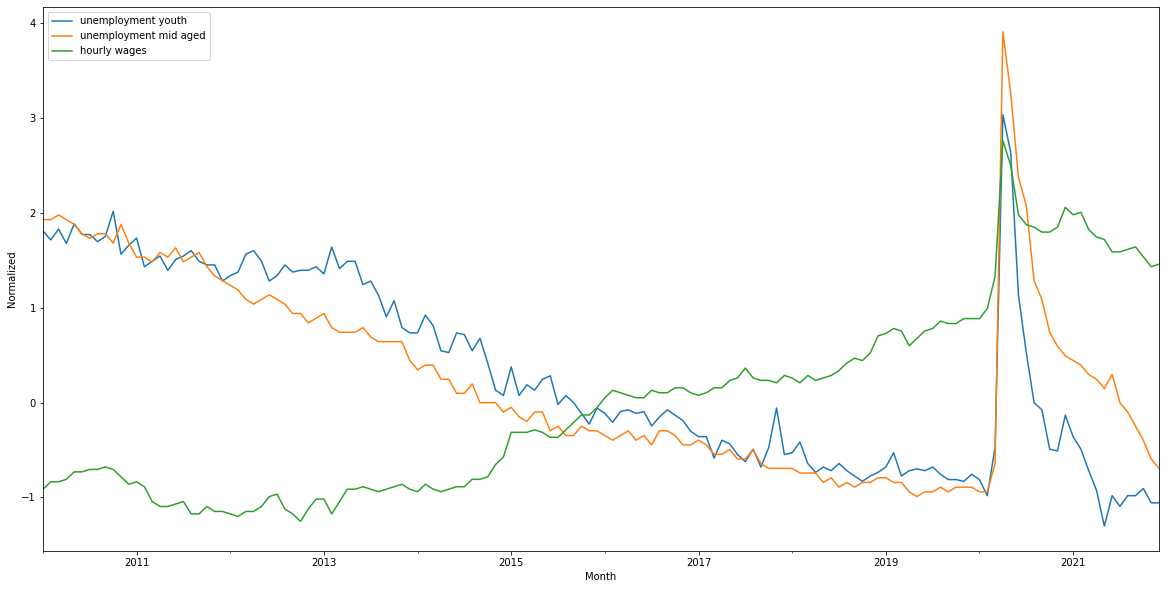 unemployment youth
unemployment mid aged
hourly wages
4
3
2
1
0
−1
Normalized
2011 2013 2015 2017 2019 2021
Month